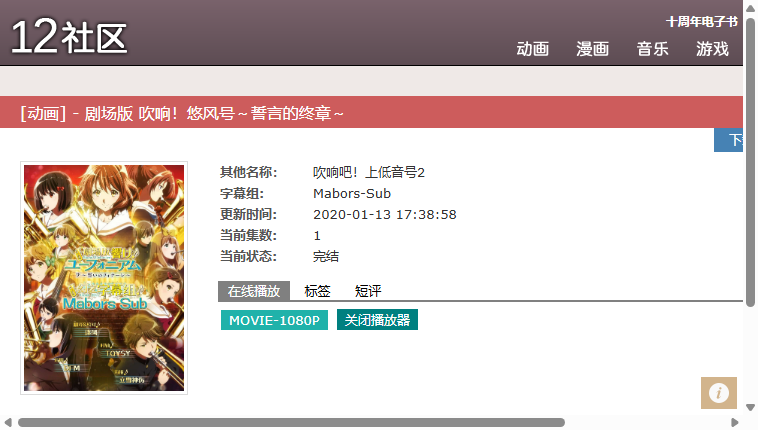 12社区
十周年电子书
动画 漫画 音乐 游戏
[动画] - 剧场版 吹响！悠风号～誓言的终章～
其他名称： 吹响吧！上低音号2
字幕组： Mabors-Sub
更新时间： 2020-01-13 17:38:58
当前集数： 1
当前状态： 完结
在线播放 标签 短评
MOVIE-1080P 关闭播放器
ユーフォニアム
Mabors-Sub
TOYSY